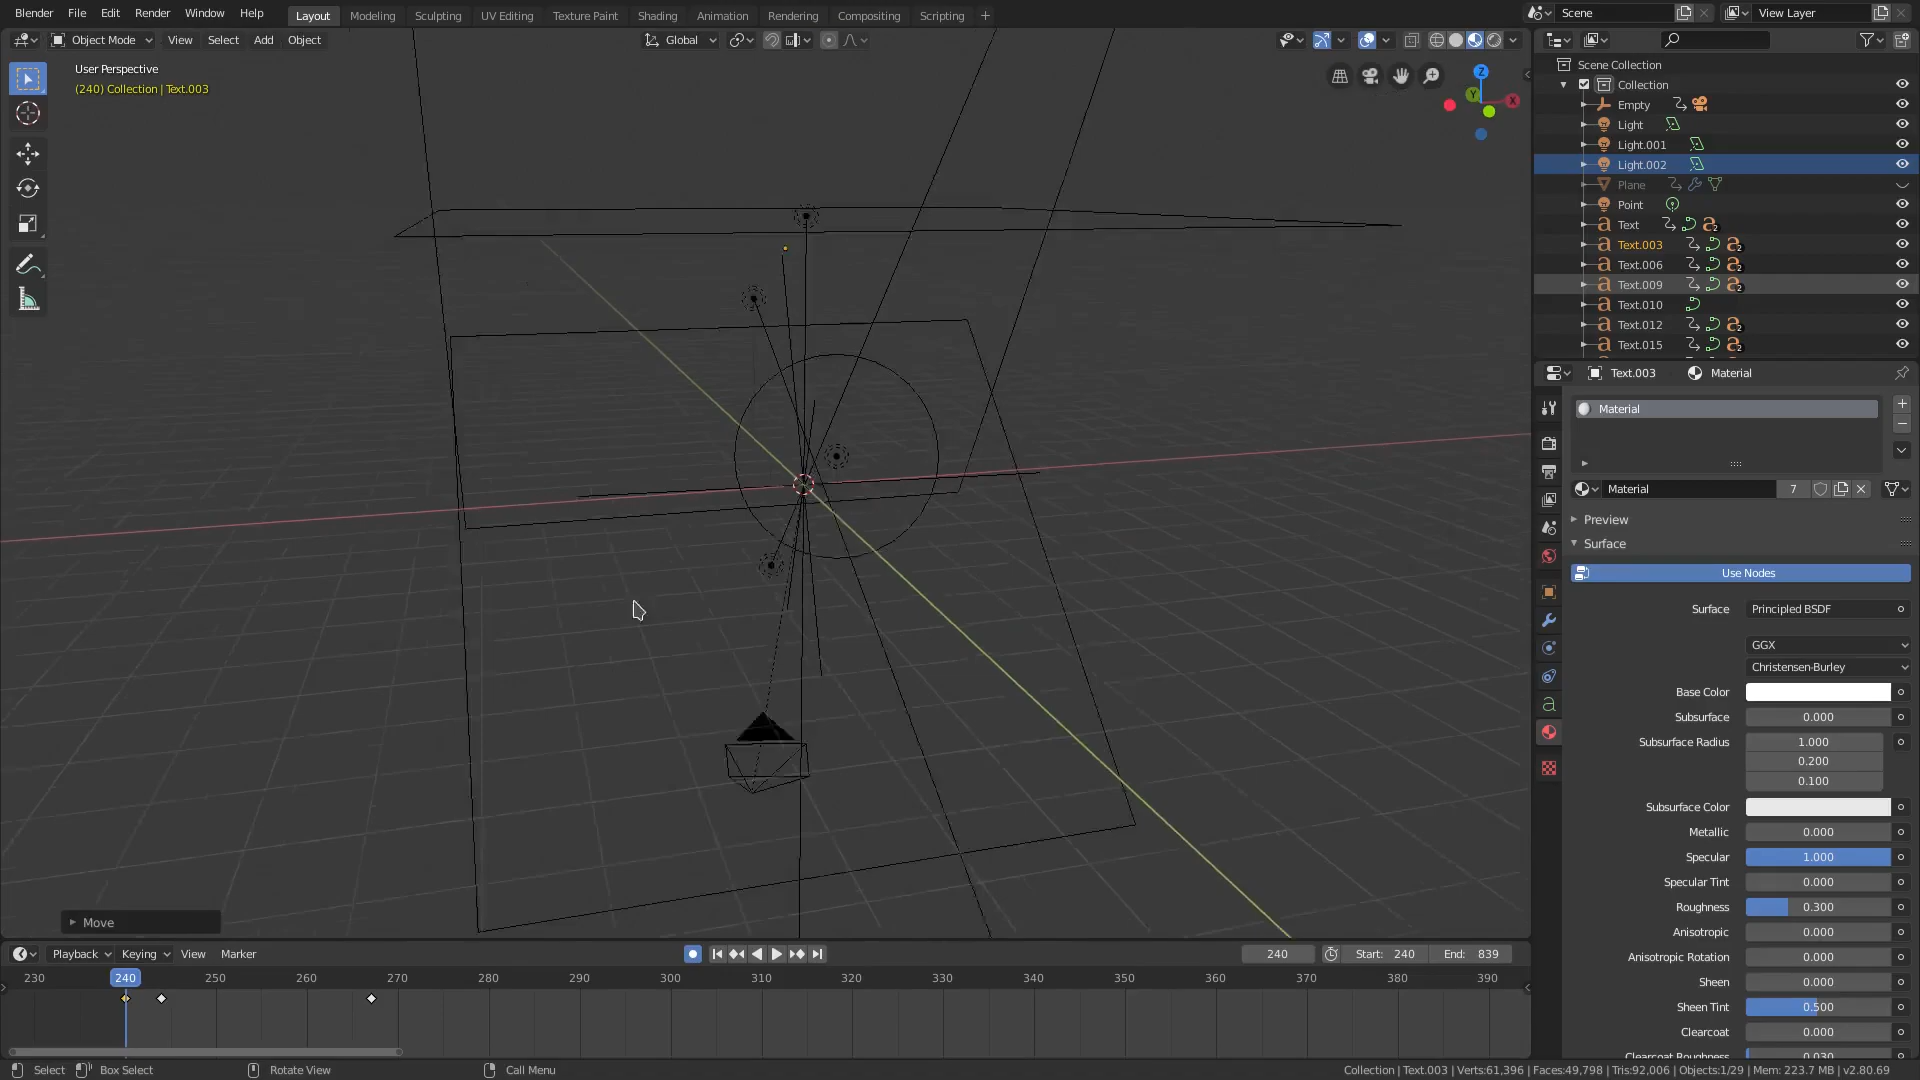 Blender File Edit Render Window Help Layout Modeling Sculpting UV Editing Texture Paint Shading Animation Rendering Compositing Scripting + Scene View Layer
Object Mode View Select Add Object Global
User Perspective
(240) Collection | Text.003
Z
Y
X
Scene Collection
Collection
Empty
Light
Light.001
Light.002
Plane
Point
Text
Text.003
Text.006
Text.009
Text.010
Text.012
Text.015
Text.003 Material
Material
Material 7
Preview
Surface
Use Nodes
Surface Principled BSDF
GGX
Christensen-Burley
Base Color
Subsurface 0.000
Subsurface Radius 1.000
0.200
0.100
Subsurface Color
Metallic 0.000
Specular 1.000
Specular Tint 0.000
Roughness 0.300
Anisotropic 0.000
Anisotropic Rotation 0.000
Sheen 0.000
Sheen Tint 0.500
Clearcoat 0.000
Clearcoat Roughness 0.030
Move
Playback Keying View Marker 240 Start: 240 End: 839
230 240 250 260 270 280 290 300 310 320 330 340 350 360 370 380 390
Select Box Select Rotate View Call Menu Collection | Text.003 | Verts:61,396 | Faces:49,798 | Tris:92,006 | Objects:1/29 | Mem: 223.7 MB | v2.80.69